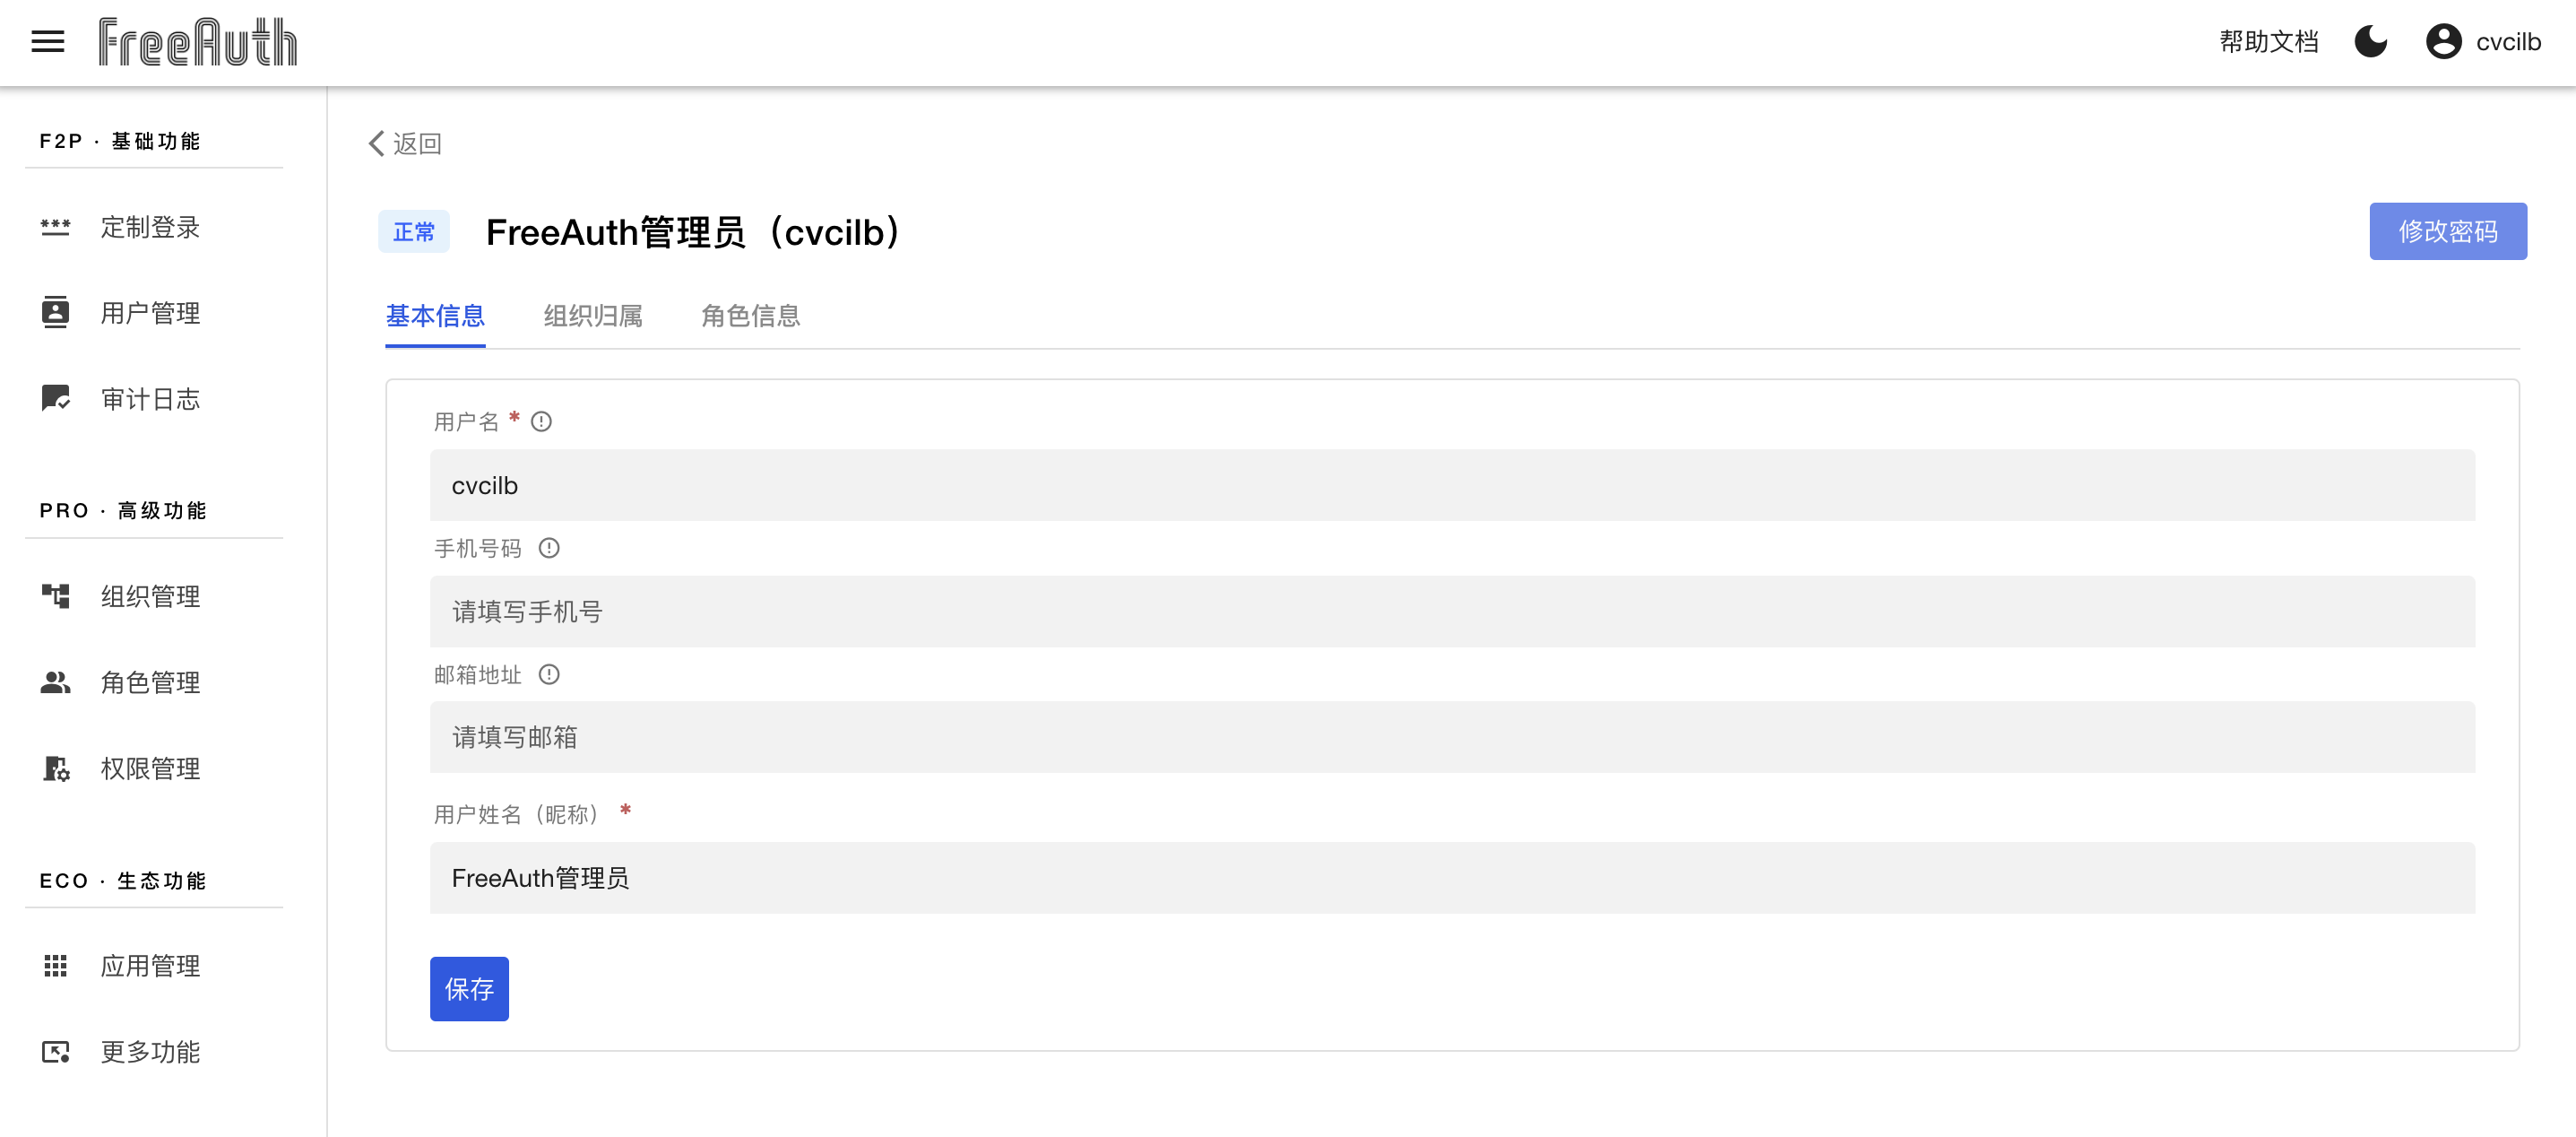 FreeAuth
帮助文档
cvcilb
F2P · 基础功能
定制登录
用户管理
审计日志
PRO · 高级功能
组织管理
角色管理
权限管理
ECO · 生态功能
应用管理
更多功能
返回
正常
FreeAuth管理员（cvcilb）
修改密码
基本信息
组织归属
角色信息
用户名 *
cvcilb
手机号码
请填写手机号
邮箱地址
请填写邮箱
用户姓名（昵称） *
FreeAuth管理员
保存